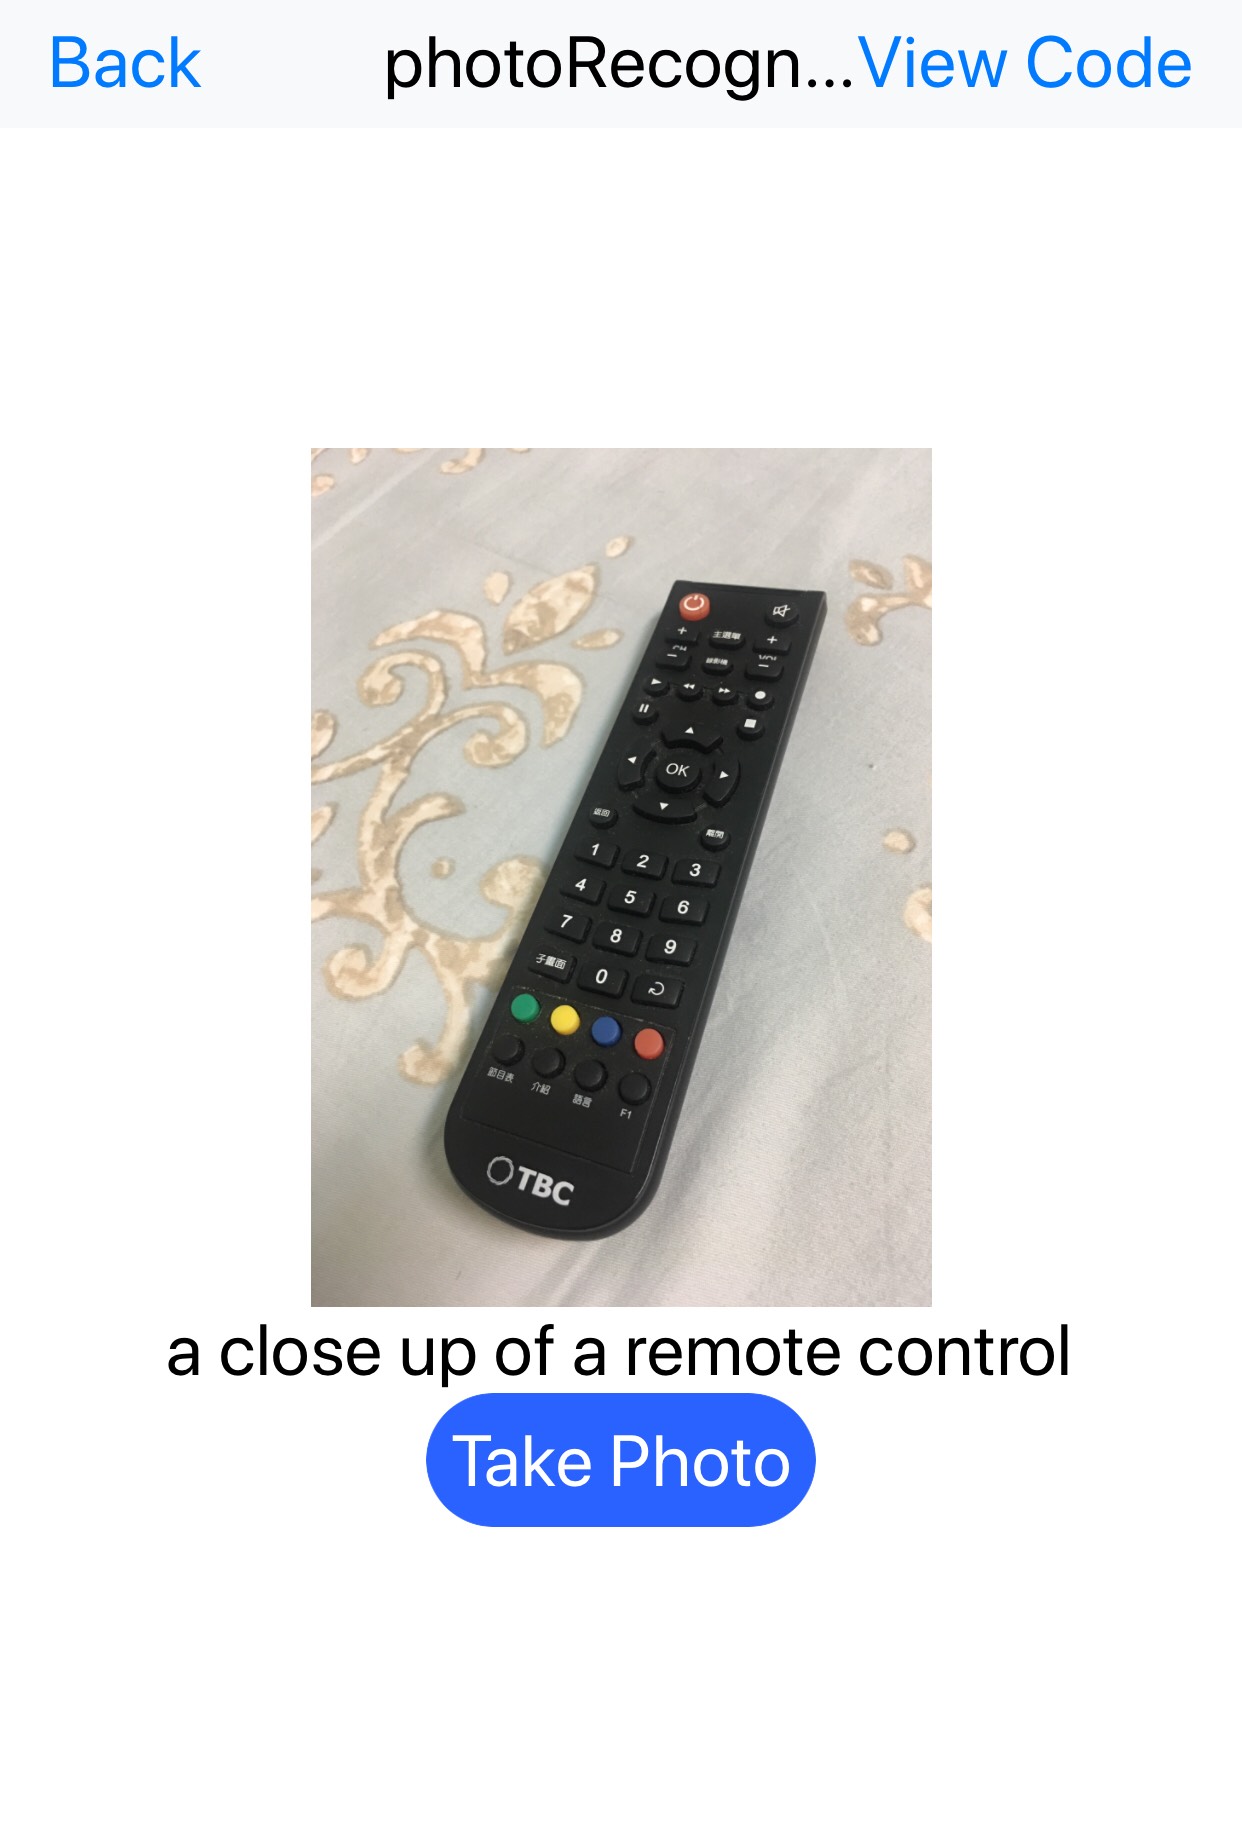 Back photoRecogn... View Code
主選單
CH
錄影機
VOL
OK
返回
離開
1 2 3
4 5 6
7 8 9
子畫面 0
節目表 介紹 語言 F1
TBC
a close up of a remote control
Take Photo